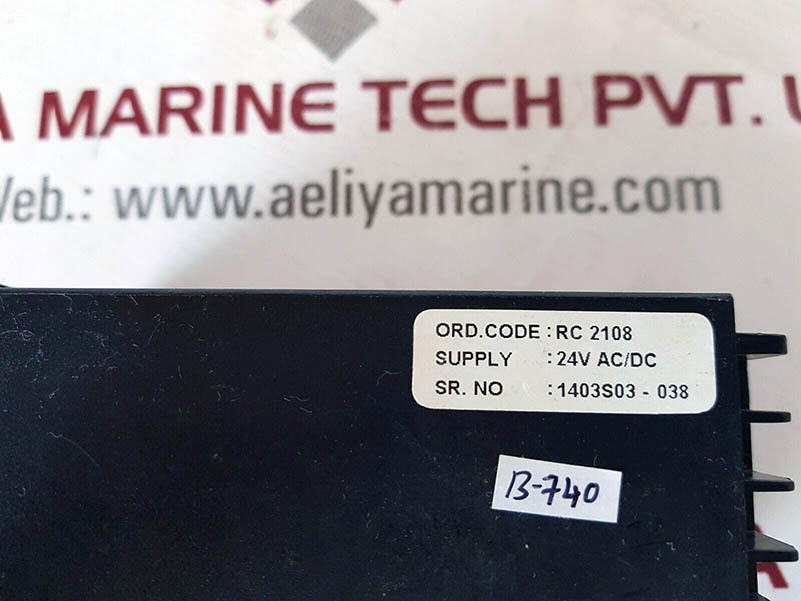 A MARINE TECH PVT.
Web.: www.aeliyamarine.com
ORD.CODE : RC 2108
SUPPLY : 24V AC/DC
SR. NO : 1403S03 - 038
B-740
A